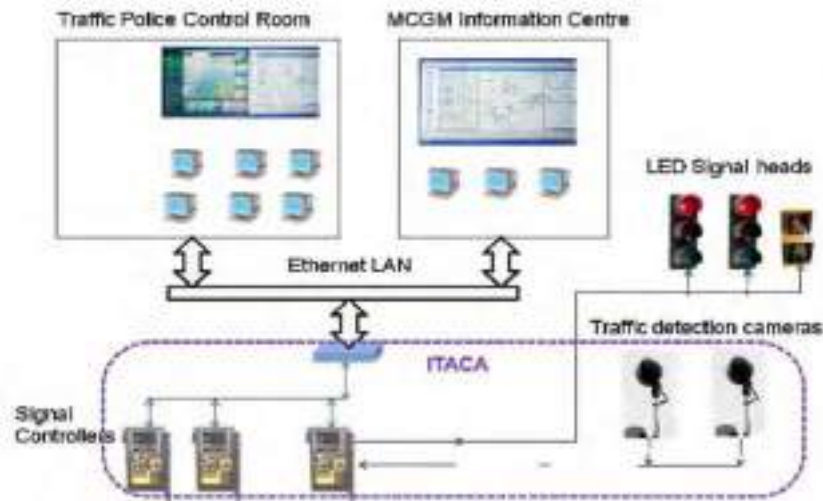 Traffic Police Control Room
MCGM Information Centre
LED Signal heads
Ethernet LAN
Traffic detection cameras
ITACA
Signal
Controllers